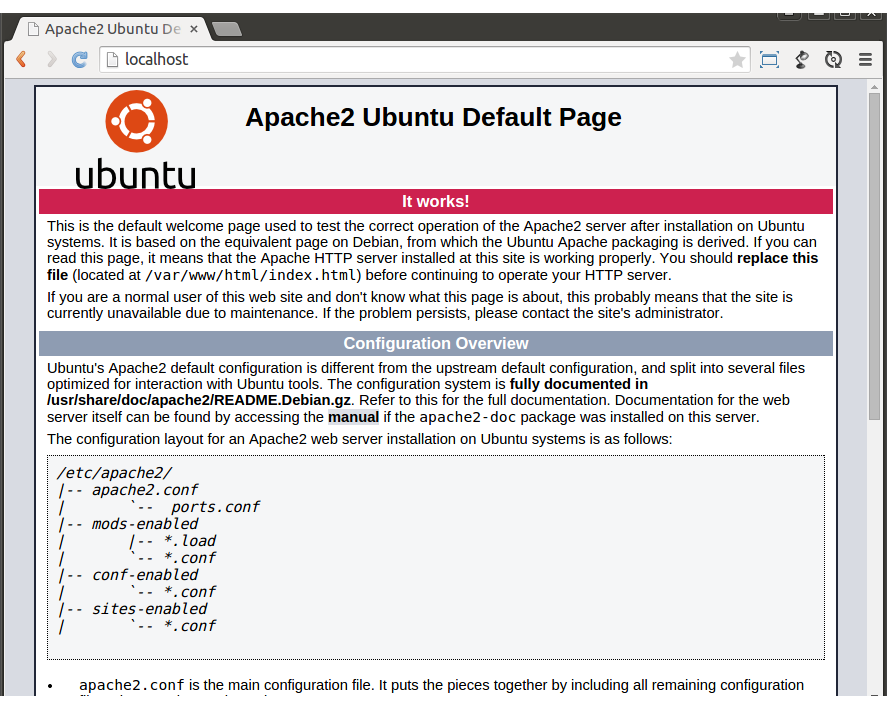 Apache2 Ubuntu De
localhost
ubuntu
Apache2 Ubuntu Default Page
It works!
This is the default welcome page used to test the correct operation of the Apache2 server after installation on Ubuntu
systems. It is based on the equivalent page on Debian, from which the Ubuntu Apache packaging is derived. If you can
read this page, it means that the Apache HTTP server installed at this site is working properly. You should replace this
file (located at /var/www/html/index.html) before continuing to operate your HTTP server.
If you are a normal user of this web site and don't know what this page is about, this probably means that the site is
currently unavailable due to maintenance. If the problem persists, please contact the site's administrator.
Configuration Overview
Ubuntu's Apache2 default configuration is different from the upstream default configuration, and split into several files
optimized for interaction with Ubuntu tools. The configuration system is fully documented in
/usr/share/doc/apache2/README.Debian.gz. Refer to this for the full documentation. Documentation for the web
server itself can be found by accessing the manual if the apache2-doc package was installed on this server.
The configuration layout for an Apache2 web server installation on Ubuntu systems is as follows:
/etc/apache2/
|-- apache2.conf
|       `--  ports.conf
|-- mods-enabled
|       |-- *.load
|       `-- *.conf
|-- conf-enabled
|       `-- *.conf
|-- sites-enabled
|       `-- *.conf
• apache2.conf is the main configuration file. It puts the pieces together by including all remaining configuration